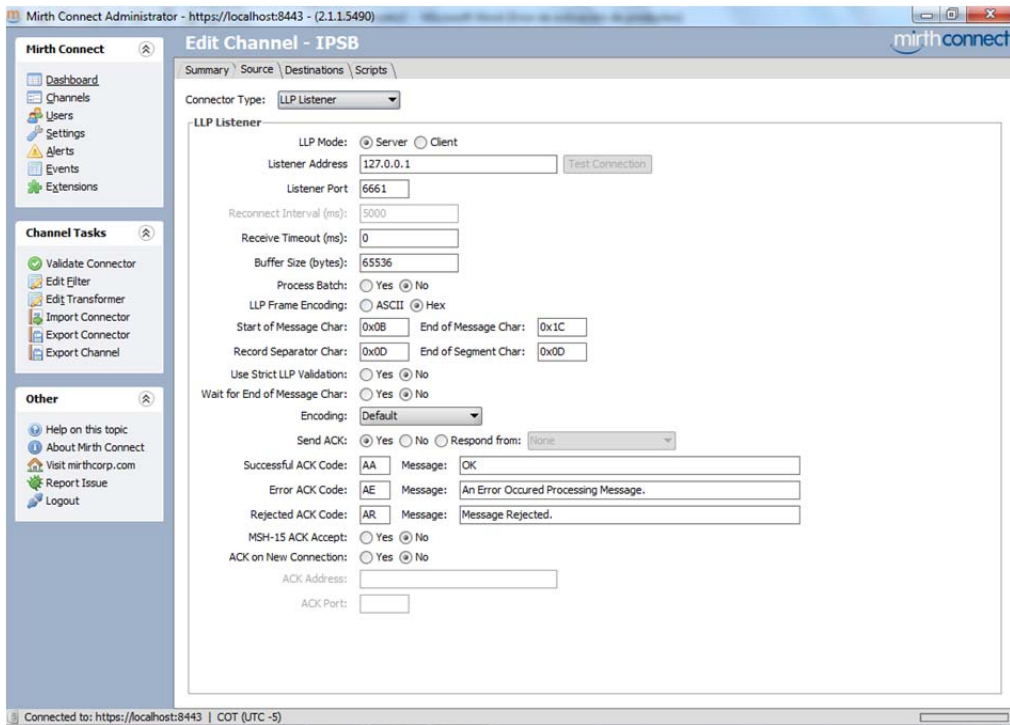 Mirth Connect Administrator - https://localhost:8443 - (2.1.1.5490)
Mirth Connect
Dashboard
Channels
Users
Settings
Alerts
Events
Extensions
Channel Tasks
Validate Connector
Edit Filter
Edit Transformer
Import Connector
Export Connector
Export Channel
Other
Help on this topic
About Mirth Connect
Visit mirthcorp.com
Report Issue
Logout
Edit Channel - IPSB
mirth connect
Summary Source Destinations Scripts
Connector Type: LLP Listener
LLP Listener
LLP Mode: Server Client
Listener Address 127.0.0.1 Test Connection
Listener Port 6661
Reconnect Interval (ms): 5000
Receive Timeout (ms): 0
Buffer Size (bytes): 65536
Process Batch: Yes No
LLP Frame Encoding: ASCII Hex
Start of Message Char: 0x0B End of Message Char: 0x1C
Record Separator Char: 0x0D End of Segment Char: 0x0D
Use Strict LLP Validation: Yes No
Wait for End of Message Char: Yes No
Encoding: Default
Send ACK: Yes No Respond from: None
Successful ACK Code: AA Message: OK
Error ACK Code: AE Message: An Error Occured Processing Message.
Rejected ACK Code: AR Message: Message Rejected.
MSH-15 ACK Accept: Yes No
ACK on New Connection: Yes No
ACK Address:
ACK Port:
Connected to: https://localhost:8443 | COT (UTC -5)